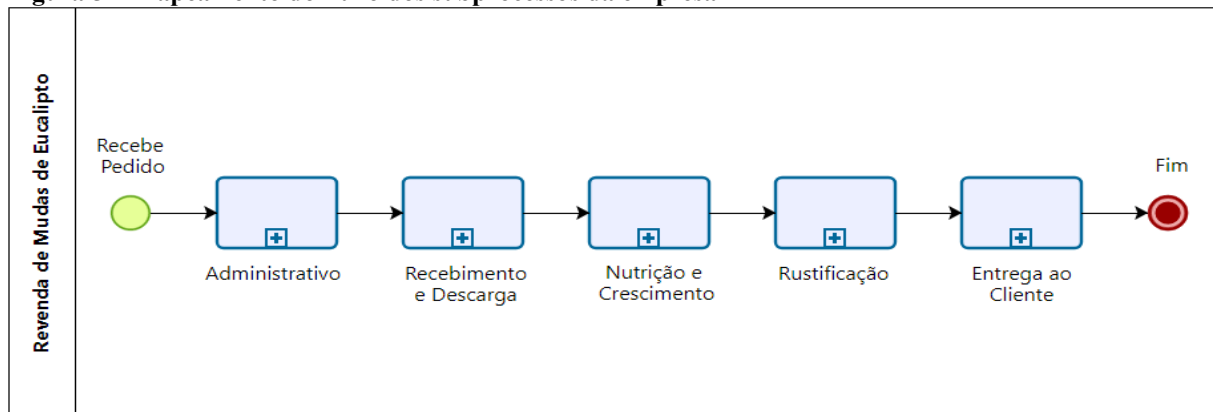 Revenda de Mudas de Eucalipto
Recebe
Pedido
Administrativo
Recebimento
e Descarga
Nutrição e
Crescimento
Rustificação
Entrega ao
Cliente
Fim